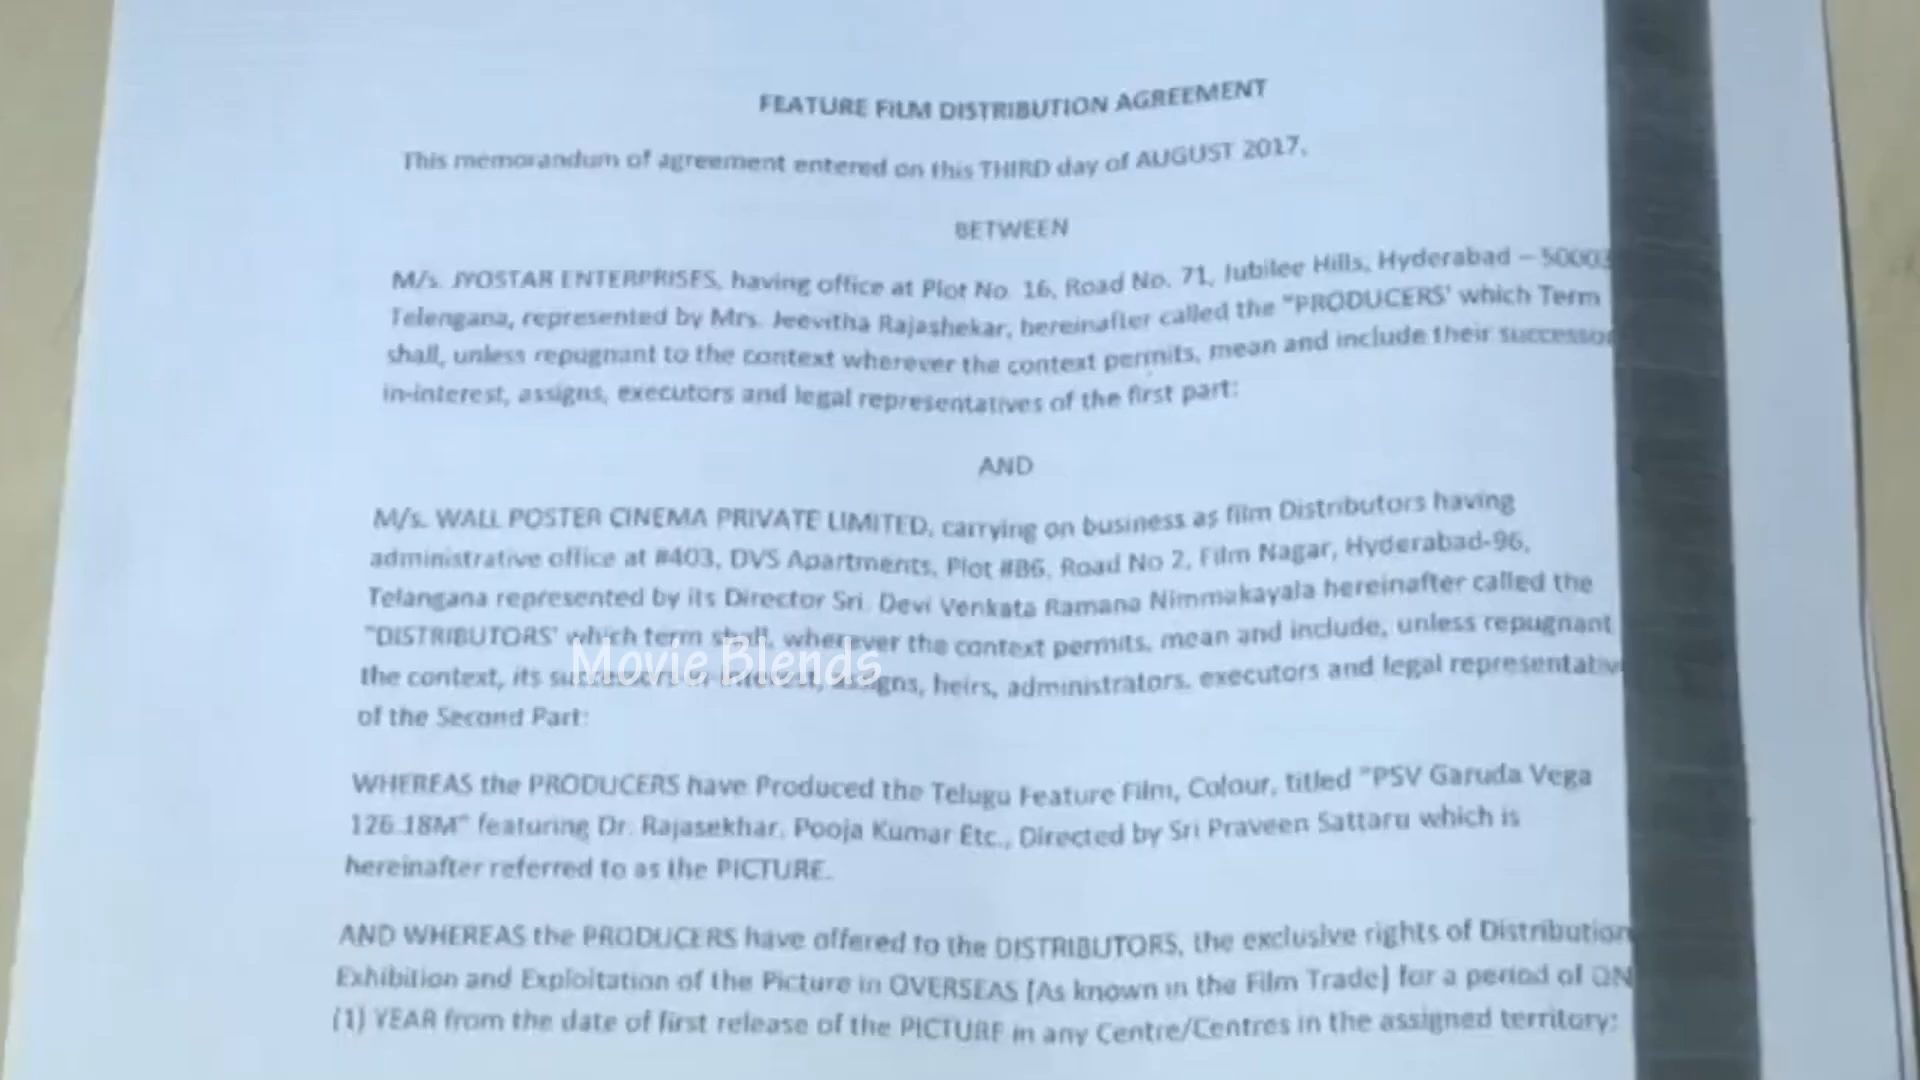 FEATURE FILM DISTRIBUTION AGREEMENT
This memorandum of agreement entered on this THIRD day of AUGUST 2017,
BETWEEN
M/s. JYOSTAR ENTERPRISES, having office at Plot No. 16, Road No. 71, Jubilee Hills, Hyderabad – 50003
Telengana, represented by Mrs. Jeevitha Rajashekar, hereinafter called the "PRODUCERS' which Term
shall, unless repugnant to the context wherever the context permits, mean and include their successor
in-interest, assigns, executors and legal representatives of the first part:
AND
M/s. WALL POSTER CINEMA PRIVATE LIMITED, carrying on business as film Distributors having
administrative office at #403, DVS Apartments, Plot #B6, Road No 2, Film Nagar, Hyderabad-96,
Telangana represented by its Director Sri. Devi Venkata Ramana Nimmakayala hereinafter called the
"DISTRIBUTORS' which term shall, wherever the context permits, mean and include, unless repugnant
Movie Blends
the context, its assigns, heirs, administrators, executors and legal representativ
of the Second Part:
WHEREAS the PRODUCERS have Produced the Telugu Feature Film, Colour, titled "PSV Garuda Vega
126.18M" featuring Dr. Rajasekhar, Pooja Kumar Etc., Directed by Sri Praveen Sattaru which is
hereinafter referred to as the PICTURE.
AND WHEREAS the PRODUCERS have offered to the DISTRIBUTORS, the exclusive rights of Distribution
Exhibition and Exploitation of the Picture in OVERSEAS [As known in the Film Trade] for a period of ON
(1) YEAR from the date of first release of the PICTURE in any Centre/Centres in the assigned territory: